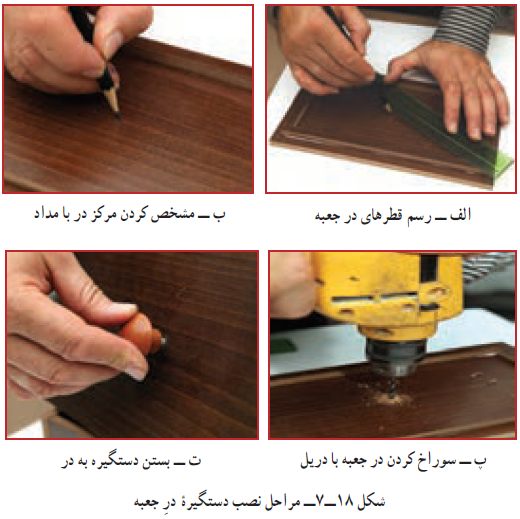 الف ــ رسم قطرهای در جعبه
ب ــ مشخص کردن مرکز در با مداد
پ ــ سوراخ کردن در جعبه با دریل
ت ــ بستن دستگیره به در
شکل ۱۸ــ۷ــ مراحل نصب دستگیرۀ درِ جعبه